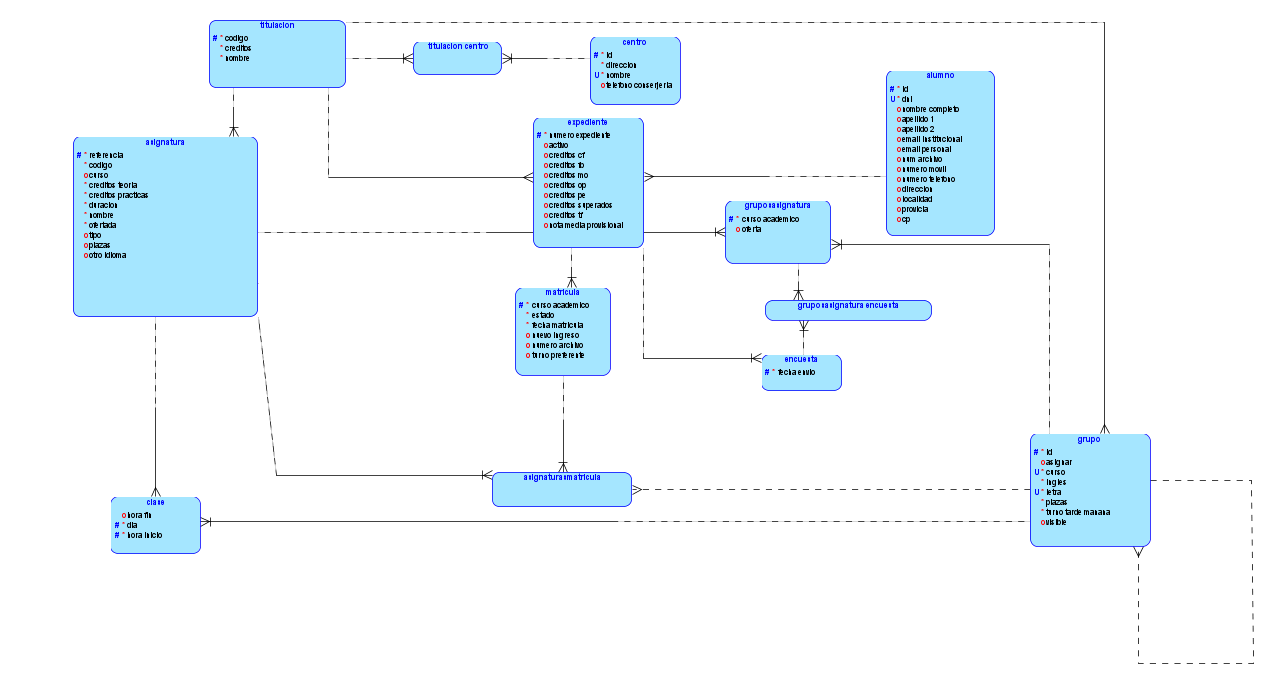 titulacion
# * codigo
* creditos
* nombre
titulacion centro
centro
# * id
* direccion
U * nombre
o telefono conserjeria
alumno
# * id
U * dni
o nombre completo
o apellido 1
o apellido 2
o email institucional
o email personal
o num archivo
o numero movil
o numero telefono
o direccion
o localidad
o provicia
o cp
expediente
# * numero expediente
o activo
o creditos cf
o creditos fb
o creditos mo
o creditos op
o creditos pe
o creditos superados
o creditos tf
o nota media provisional
asignatura
# * referencia
* codigo
o curso
* creditos teoria
* creditos practicas
* duracion
* nombre
* ofertada
o tipo
o plazas
o otro idioma
grupo asignatura
# * curso academico
o oferta
matricula
# * curso academico
* estado
* fecha matricula
o nuevo ingreso
o numero archivo
o turno preferente
grupo asignatura encuenta
encuenta
# * fecha envio
grupo
# * id
o asignar
U * curso
* ingles
U * letra
* plazas
* turno tarde manana
o visible
asignaturas matricula
clase
o hora fin
# * dia
# * hora inicio